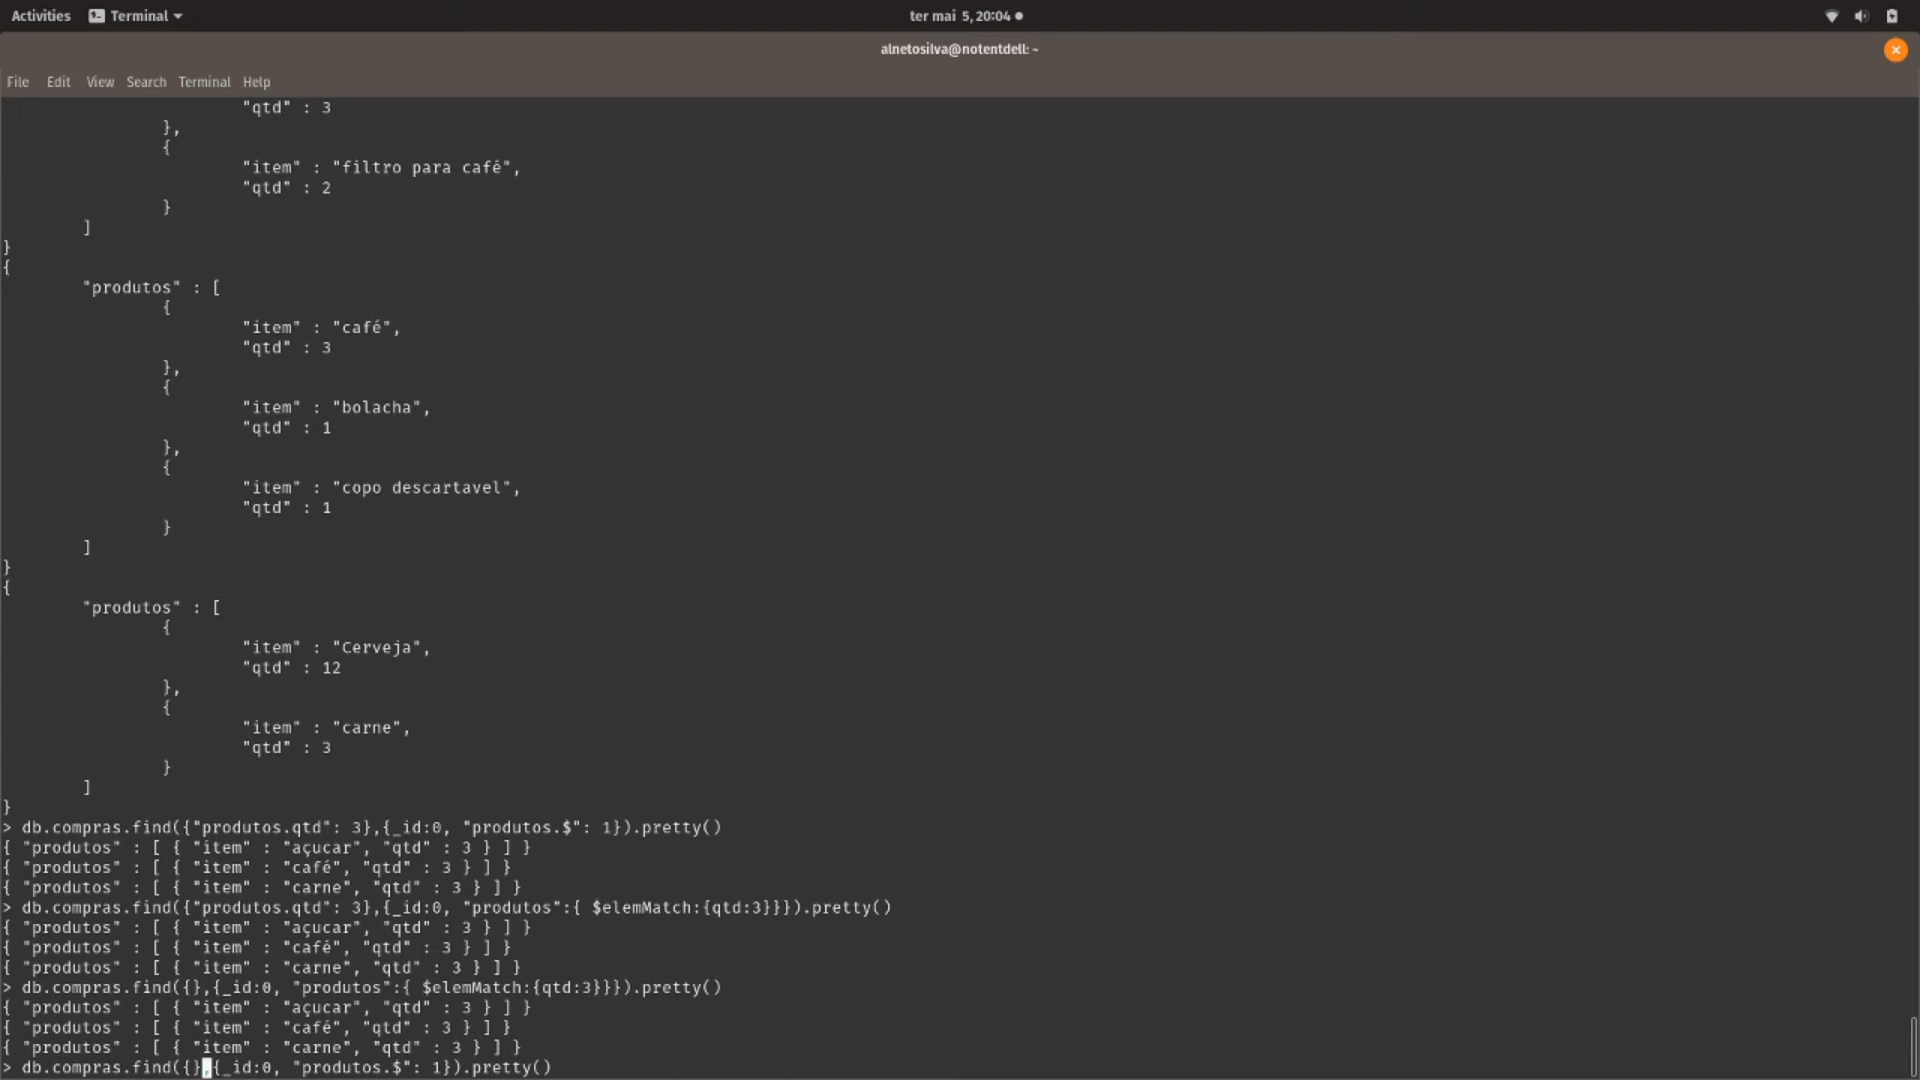 Activities Terminal ter mai 5, 20:04
alnetosilva@notentdell: ~
File Edit View Search Terminal Help
"qtd" : 3
},
{
"item" : "filtro para café",
"qtd" : 2
}
]
}
{
"produtos" : [
{
"item" : "café",
"qtd" : 3
},
{
"item" : "bolacha",
"qtd" : 1
},
{
"item" : "copo descartavel",
"qtd" : 1
}
]
}
{
"produtos" : [
{
"item" : "Cerveja",
"qtd" : 12
},
{
"item" : "carne",
"qtd" : 3
}
]
}
> db.compras.find({"produtos.qtd": 3},{_id:0, "produtos.$": 1}).pretty()
{ "produtos" : [ { "item" : "açucar", "qtd" : 3 } ] }
{ "produtos" : [ { "item" : "café", "qtd" : 3 } ] }
{ "produtos" : [ { "item" : "carne", "qtd" : 3 } ] }
> db.compras.find({"produtos.qtd": 3},{_id:0, "produtos":{ $elemMatch:{qtd:3}}}).pretty()
{ "produtos" : [ { "item" : "açucar", "qtd" : 3 } ] }
{ "produtos" : [ { "item" : "café", "qtd" : 3 } ] }
{ "produtos" : [ { "item" : "carne", "qtd" : 3 } ] }
> db.compras.find({},{_id:0, "produtos":{ $elemMatch:{qtd:3}}}).pretty()
{ "produtos" : [ { "item" : "açucar", "qtd" : 3 } ] }
{ "produtos" : [ { "item" : "café", "qtd" : 3 } ] }
{ "produtos" : [ { "item" : "carne", "qtd" : 3 } ] }
> db.compras.find({},{_id:0, "produtos.$": 1}).pretty()